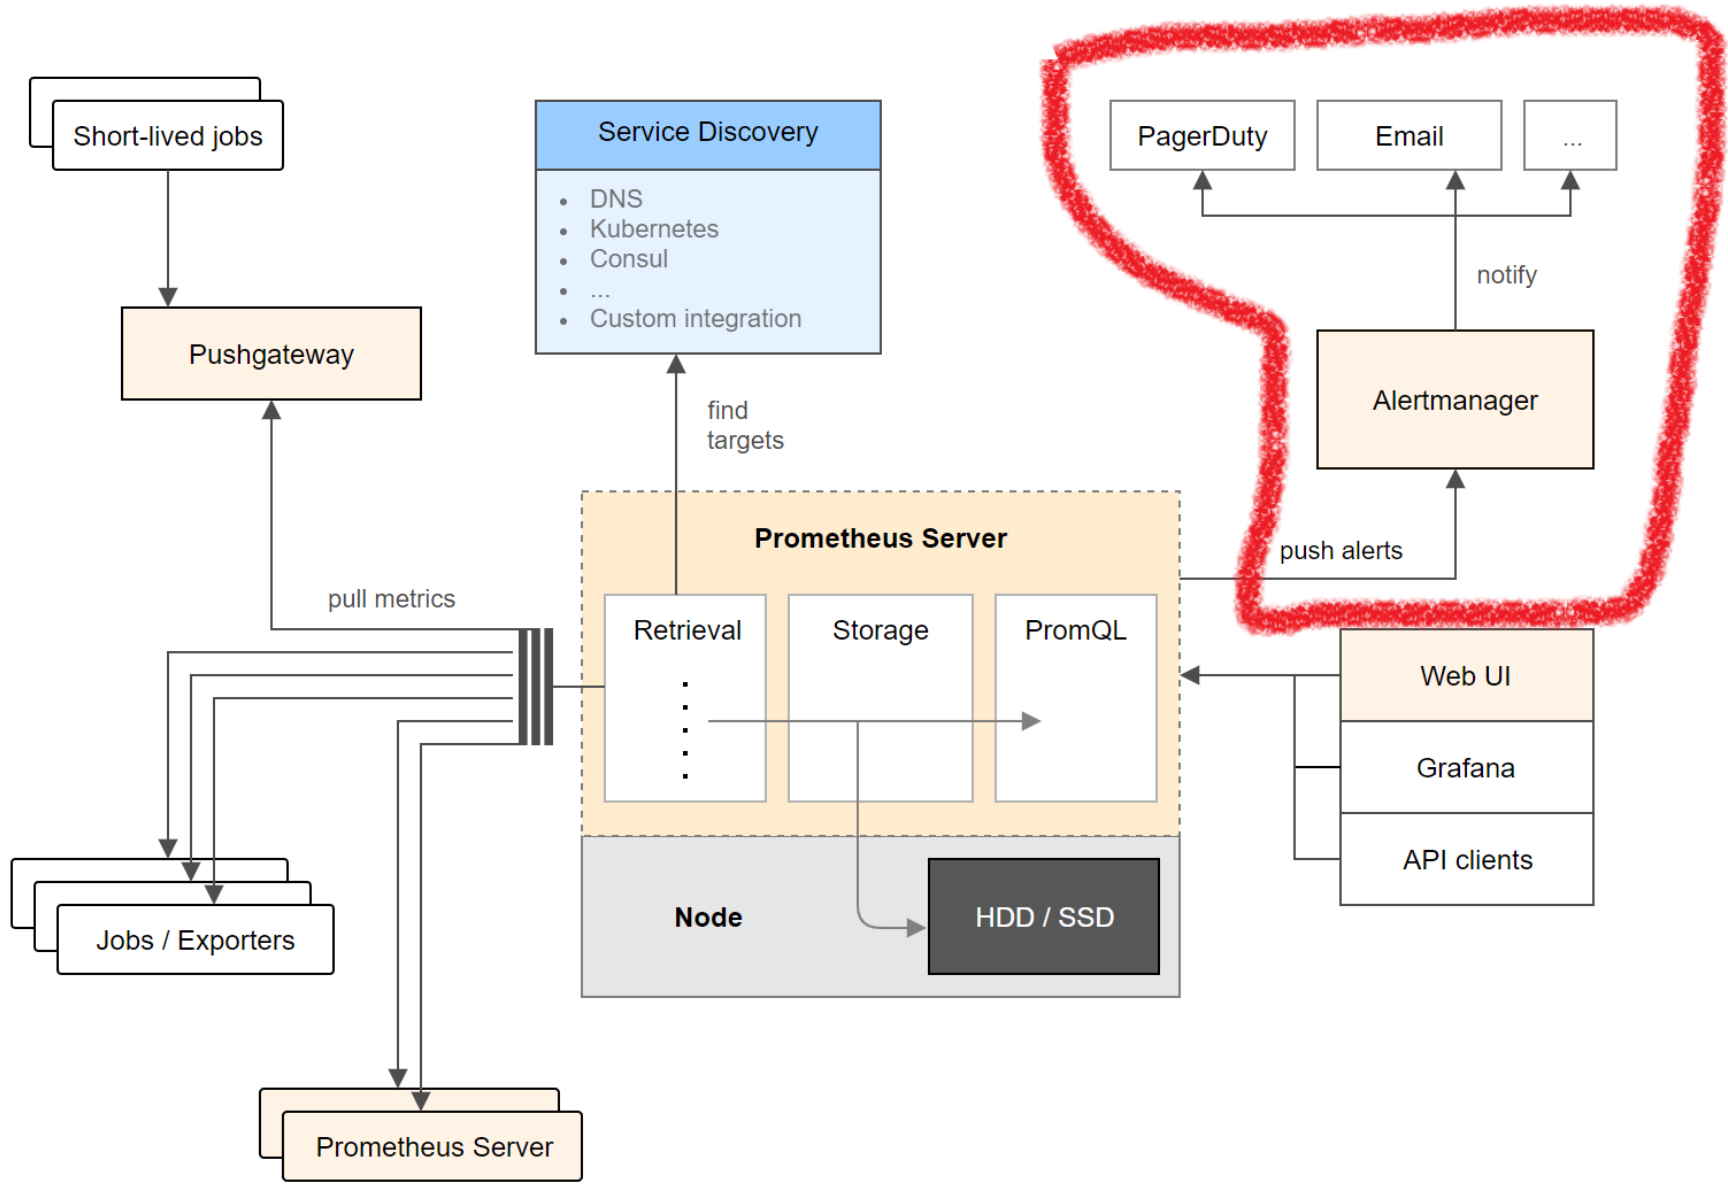 Short-lived jobs
Pushgateway
pull metrics
Jobs / Exporters
Prometheus Server
Service Discovery
• DNS
• Kubernetes
• Consul
• ...
• Custom integration
find
targets
Prometheus Server
Retrieval
Storage
PromQL
Node
HDD / SSD
PagerDuty
Email
...
notify
Alertmanager
push alerts
Web UI
Grafana
API clients